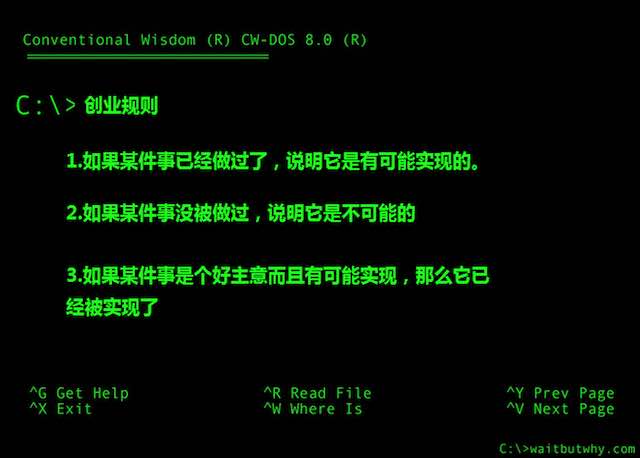 Conventional Wisdom (R) CW-DOS 8.0 (R)
C:\> 创业规则
1.如果某件事已经做过了，说明它是有可能实现的。
2.如果某件事没被做过，说明它是不可能的
3.如果某件事是个好主意而且有可能实现，那么它已
经被实现了
^G Get Help ^R Read File ^Y Prev Page
^X Exit ^W Where Is ^V Next Page
C:\>waitbutwhy.com